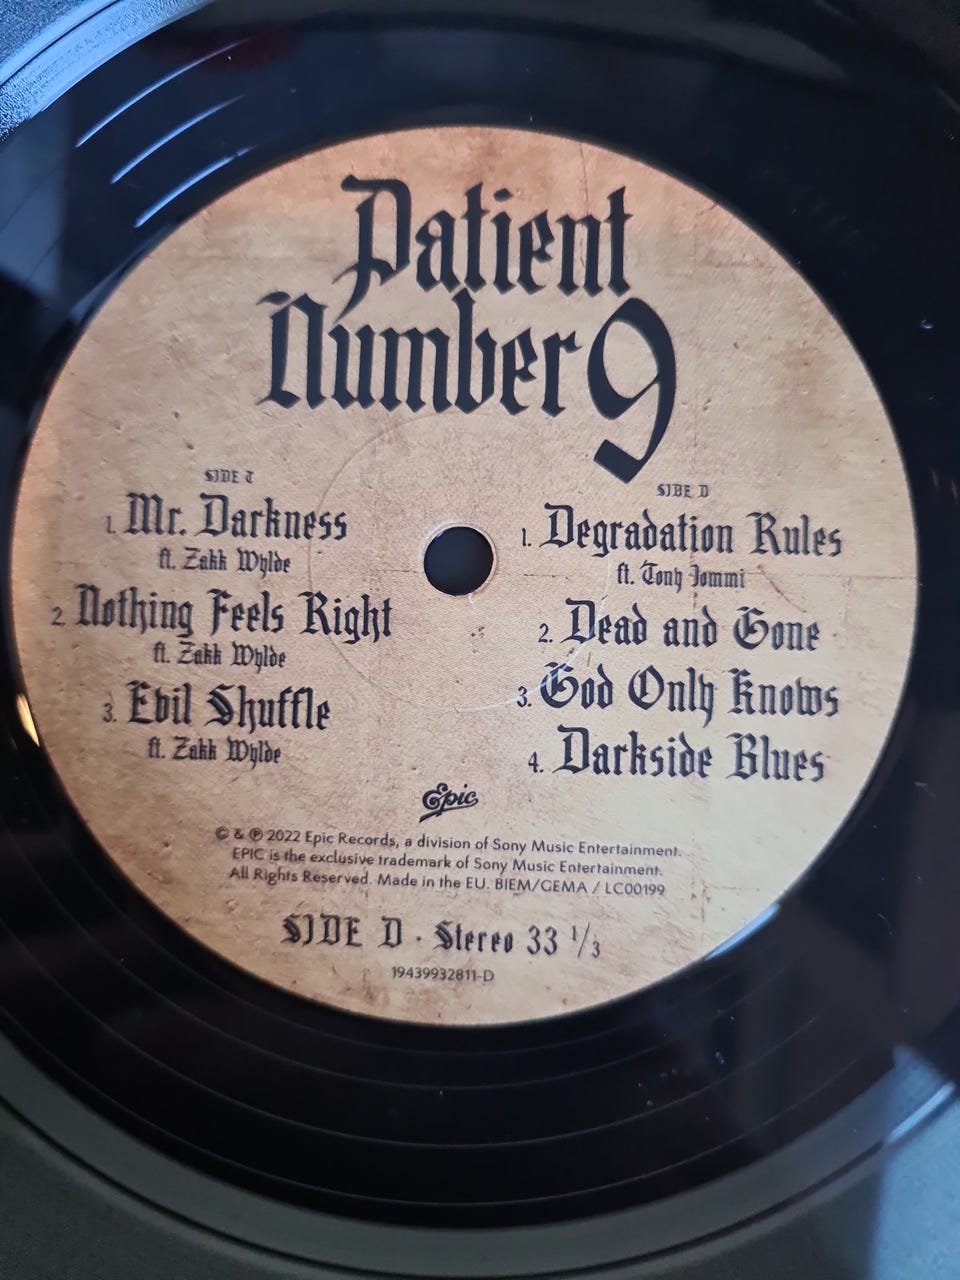 Patient
Number 9
SIDE C
1. Mr. Darkness
ft. Zakk Wylde
2. Nothing Feels Right
ft. Zakk Wylde
3. Evil Shuffle
ft. Zakk Wylde
SIDE D
1. Degradation Rules
ft. Tony Iommi
2. Dead and Gone
3. God Only Knows
4. Darkside Blues
Epic
© & ℗ 2022 Epic Records, a division of Sony Music Entertainment.
EPIC is the exclusive trademark of Sony Music Entertainment.
All Rights Reserved. Made in the EU. BIEM/GEMA / LC00199
SIDE D · Stereo 33 1/3
19439932811-D